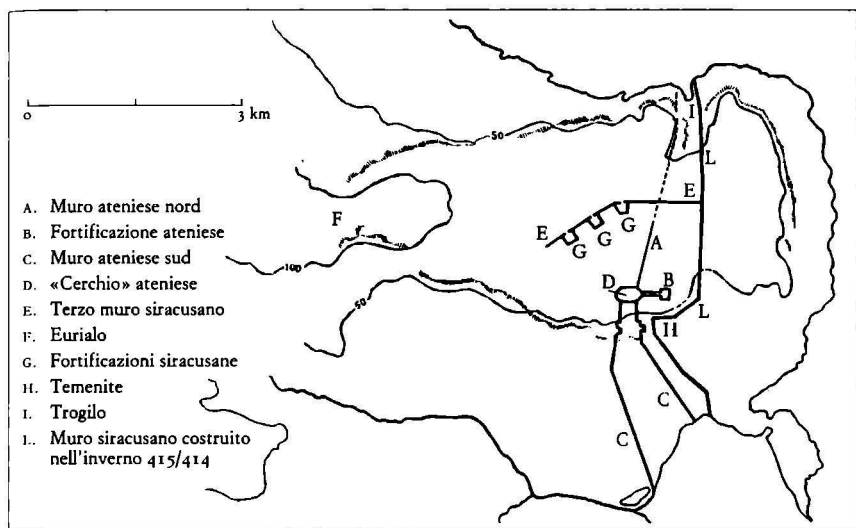 0
3 km
A. Muro ateniese nord
B. Fortificazione ateniese
C. Muro ateniese sud
D. «Cerchio» ateniese
E. Terzo muro siracusano
F. Eurialo
G. Fortificazioni siracusane
H. Temenite
I. Trogilo
L. Muro siracusano costruito
nell'inverno 415/414
50
I
L
E
F
G
E
G
G
A
100
D
B
50
L
H
C
C